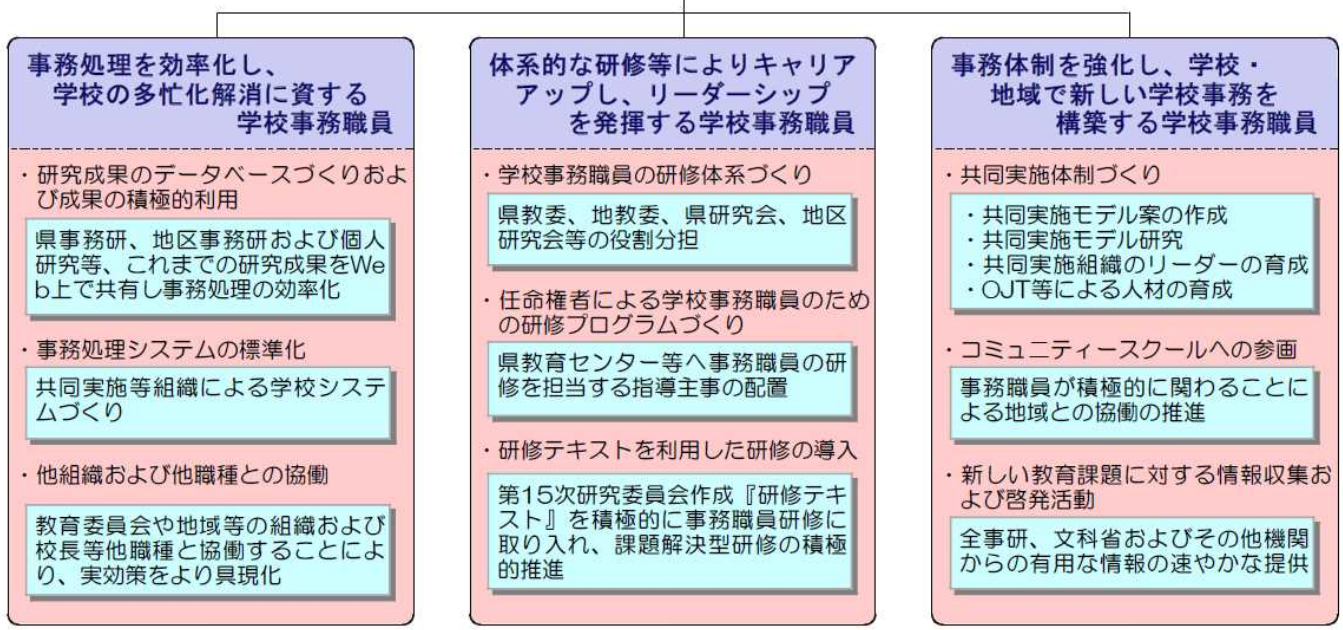 事務処理を効率化し、
学校の多忙化解消に資する
学校事務職員
・研究成果のデータベースづくりおよ
び成果の積極的利用
県事務研、地区事務研および個人
研究等、これまでの研究成果をWe
b上で共有し事務処理の効率化
・事務処理システムの標準化
共同実施等組織による学校システ
ムづくり
・他組織および他職種との協働
教育委員会や地域等の組織および
校長等他職種と協働することによ
り、実効策をより具現化
体系的な研修等によりキャリア
アップし、リーダーシップ
を発揮する学校事務職員
・学校事務職員の研修体系づくり
県教委、地教委、県研究会、地区
研究会等の役割分担
・任命権者による学校事務職員のため
の研修プログラムづくり
県教育センター等へ事務職員の研
修を担当する指導主事の配置
・研修テキストを利用した研修の導入
第15次研究委員会作成『研修テキ
スト』を積極的に事務職員研修に
取り入れ、課題解決型研修の積極
的推進
事務体制を強化し、学校・
地域で新しい学校事務を
構築する学校事務職員
・共同実施体制づくり
・共同実施モデル案の作成
・共同実施モデル研究
・共同実施組織のリーダーの育成
・OJT等による人材の育成
・コミュニティースクールへの参画
事務職員が積極的に関わることに
よる地域との協働の推進
・新しい教育課題に対する情報収集お
よび啓発活動
全事研、文科省およびその他機関
からの有用な情報の速やかな提供